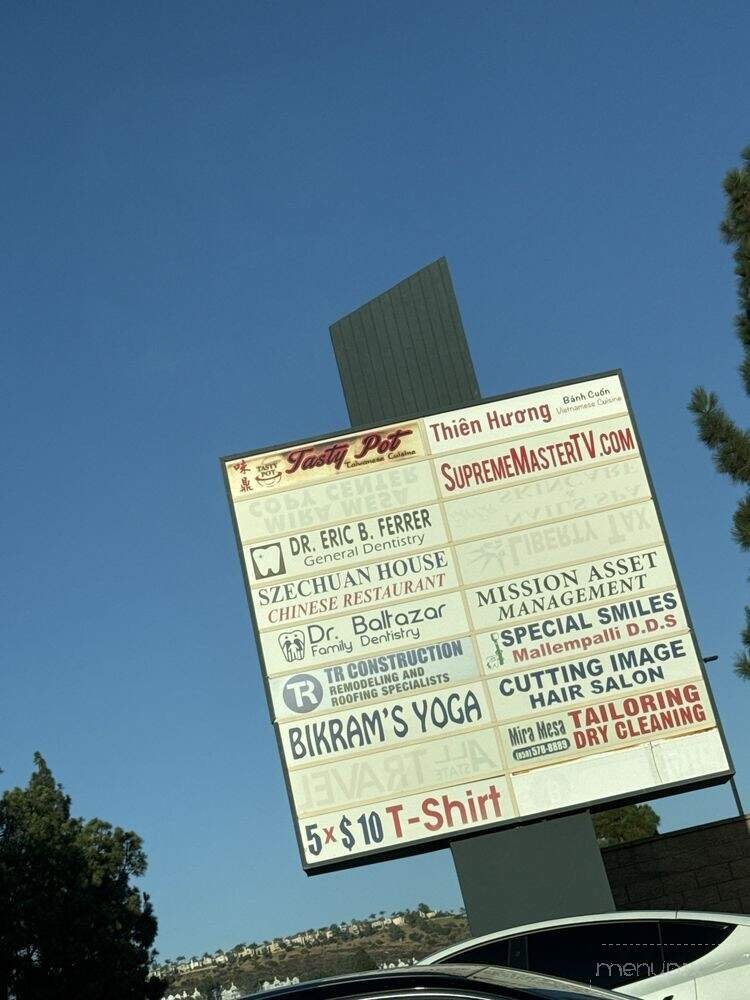 味鼎
TASTY
POT
Tasty Pot
Taiwanese Cuisine
COPY CENTER
MIRA MESA
DR. ERIC B. FERRER
General Dentistry
SZECHUAN HOUSE
CHINESE RESTAURANT
Dr. Baltazar
Family Dentistry
TR
TR CONSTRUCTION
REMODELING AND
ROOFING SPECIALISTS
BIKRAM'S YOGA
ALL
STATE
TRAVEL
5x$10 T-Shirt
Thiên Hương
Bánh Cuốn
Vietnamese Cuisine
SUPREMEMASTERTV.COM
SKINCARE
NAILS SPA
LIBERTY TAX
MISSION ASSET
MANAGEMENT
SPECIAL SMILES
Mallempalli D.D.S
CUTTING IMAGE
HAIR SALON
Mira Mesa
(858) 578-8889
TAILORING
DRY CLEANING